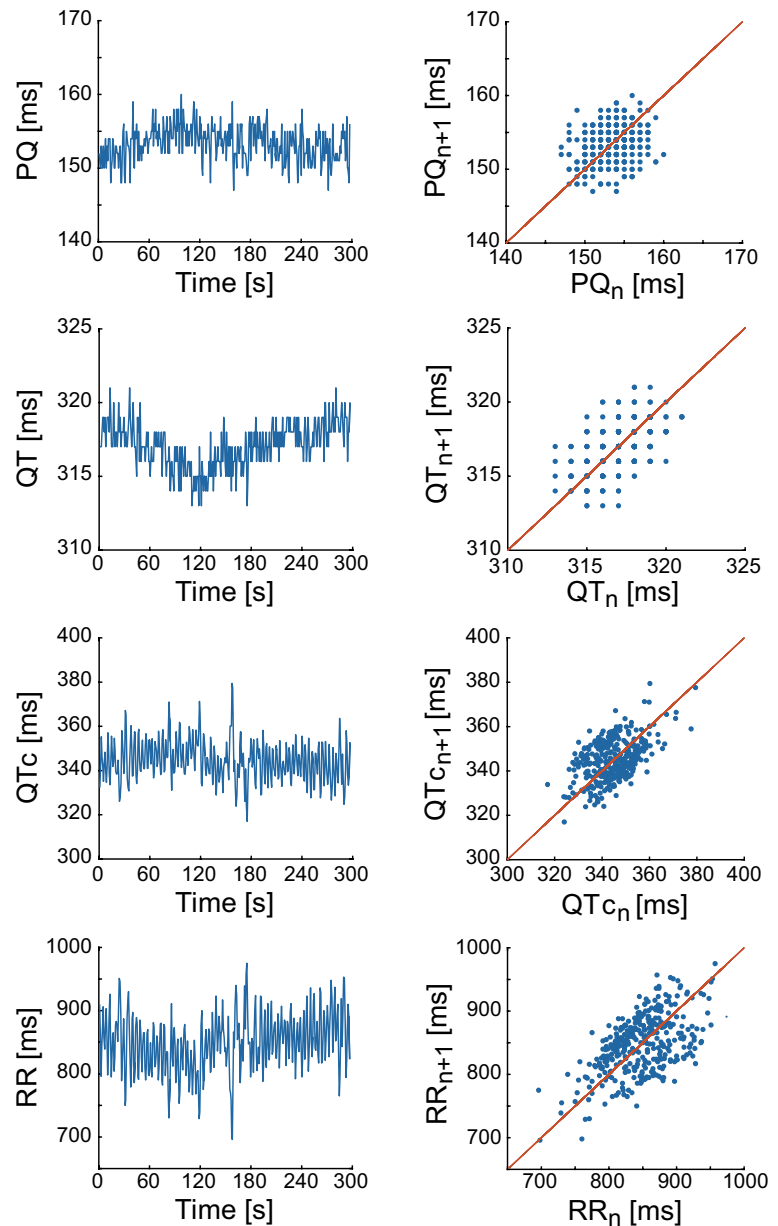 170
160
150
140
PQ [ms]
0 60 120 180 240 300
Time [s]
170
160
150
140
PQn+1 [ms]
140 150 160 170
PQn [ms]
325
320
315
310
QT [ms]
0 60 120 180 240 300
Time [s]
325
320
315
310
QTn+1 [ms]
310 315 320 325
QTn [ms]
400
380
360
340
320
300
QTc [ms]
0 60 120 180 240 300
Time [s]
400
380
360
340
320
300
QTcn+1 [ms]
300 320 340 360 380 400
QTcn [ms]
1000
900
800
700
RR [ms]
0 60 120 180 240 300
Time [s]
1000
900
800
700
RRn+1 [ms]
700 800 900 1000
RRn [ms]